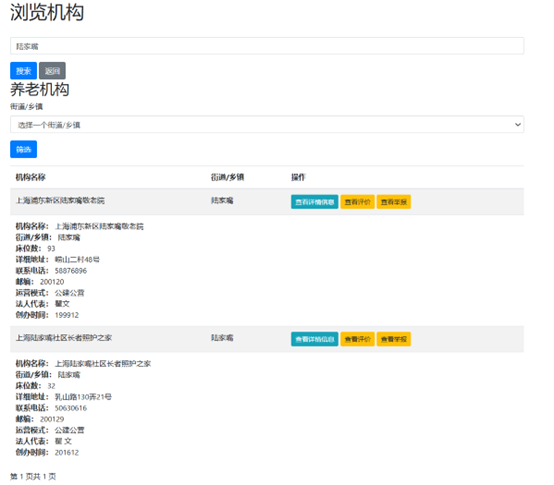 浏览机构
陆家嘴
搜索 返回
养老机构
街道/乡镇
选择一个街道/乡镇
筛选
机构名称 街道/乡镇 操作
上海浦东新区陆家嘴敬老院 陆家嘴 查看详情信息 查看评价 查看举报
机构名称： 上海浦东新区陆家嘴敬老院
街道/乡镇： 陆家嘴
床位数： 93
详细地址： 崂山二村48号
联系电话： 58876896
邮编： 200120
运营模式： 公建公营
法人代表： 瞿文
创办时间： 199912
上海陆家嘴社区长者照护之家 陆家嘴 查看详情信息 查看评价 查看举报
机构名称： 上海陆家嘴社区长者照护之家
街道/乡镇： 陆家嘴
床位数： 32
详细地址： 乳山路130弄21号
联系电话： 50630616
邮编： 200129
运营模式： 公建公营
法人代表： 瞿 文
创办时间： 201612
第 1 页共 1 页